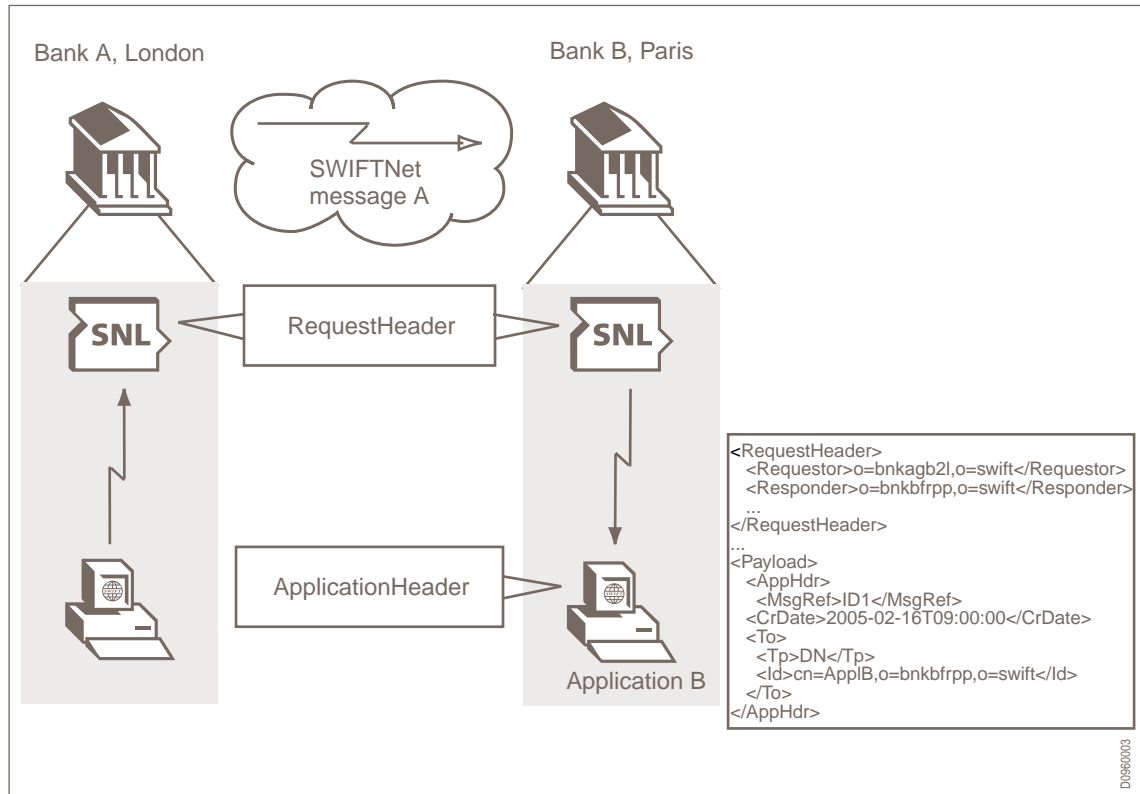 Bank A, London
Bank B, Paris
SWIFTNet
message A
SNL
RequestHeader
SNL
ApplicationHeader
Application B
<RequestHeader>
<Requestor>o=bnkagb2l,o=swift</Requestor>
<Responder>o=bnkbfrpp,o=swift</Responder>
...
</RequestHeader>
...
<Payload>
<AppHdr>
<MsgRef>ID1</MsgRef>
<CrDate>2005-02-16T09:00:00</CrDate>
<To>
<Tp>DN</Tp>
<Id>cn=ApplB,o=bnkbfrpp,o=swift</Id>
</To>
</AppHdr>
D0960003